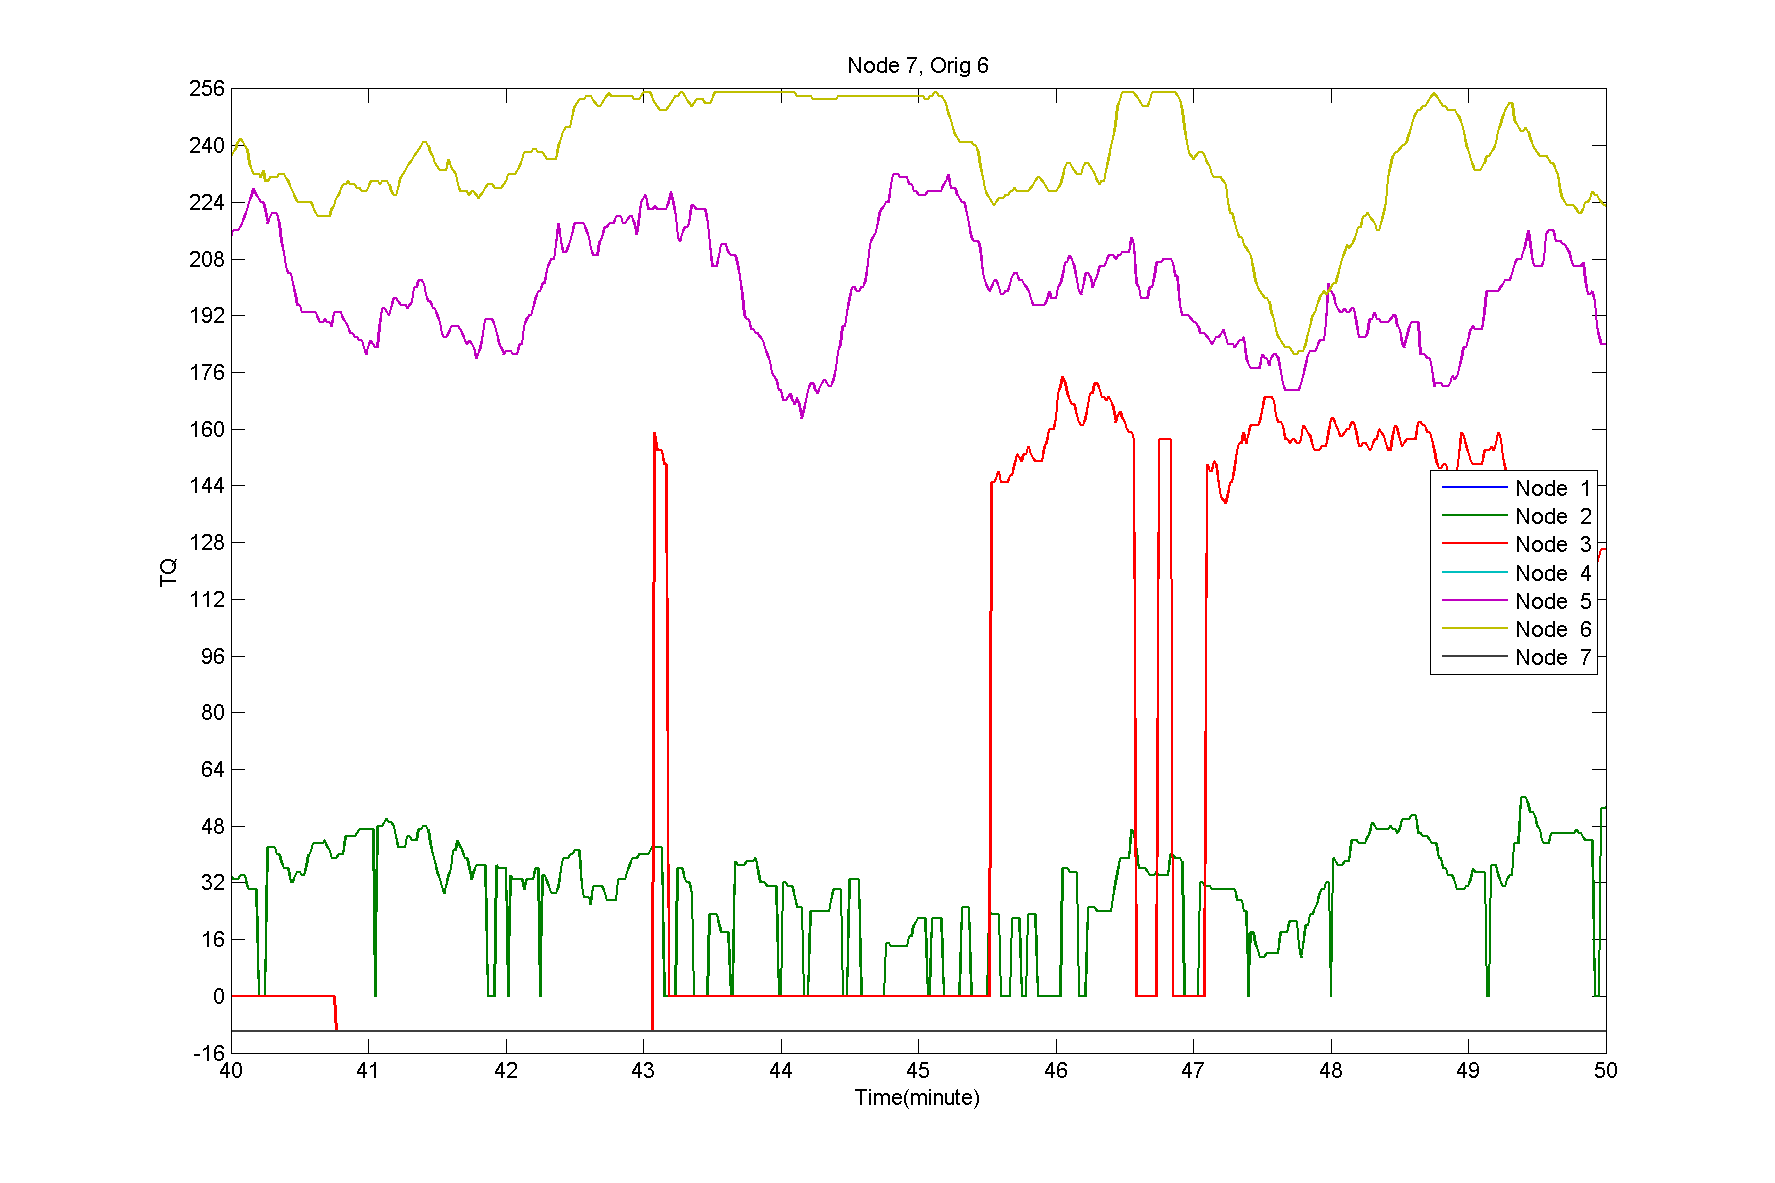 Node 7, Orig 6
256
240
224
208
192
176
160
144
128
112
96
80
64
48
32
16
0
-16
TQ
Node 1
Node 2
Node 3
Node 4
Node 5
Node 6
Node 7
40 41 42 43 44 45 46 47 48 49 50
Time(minute)